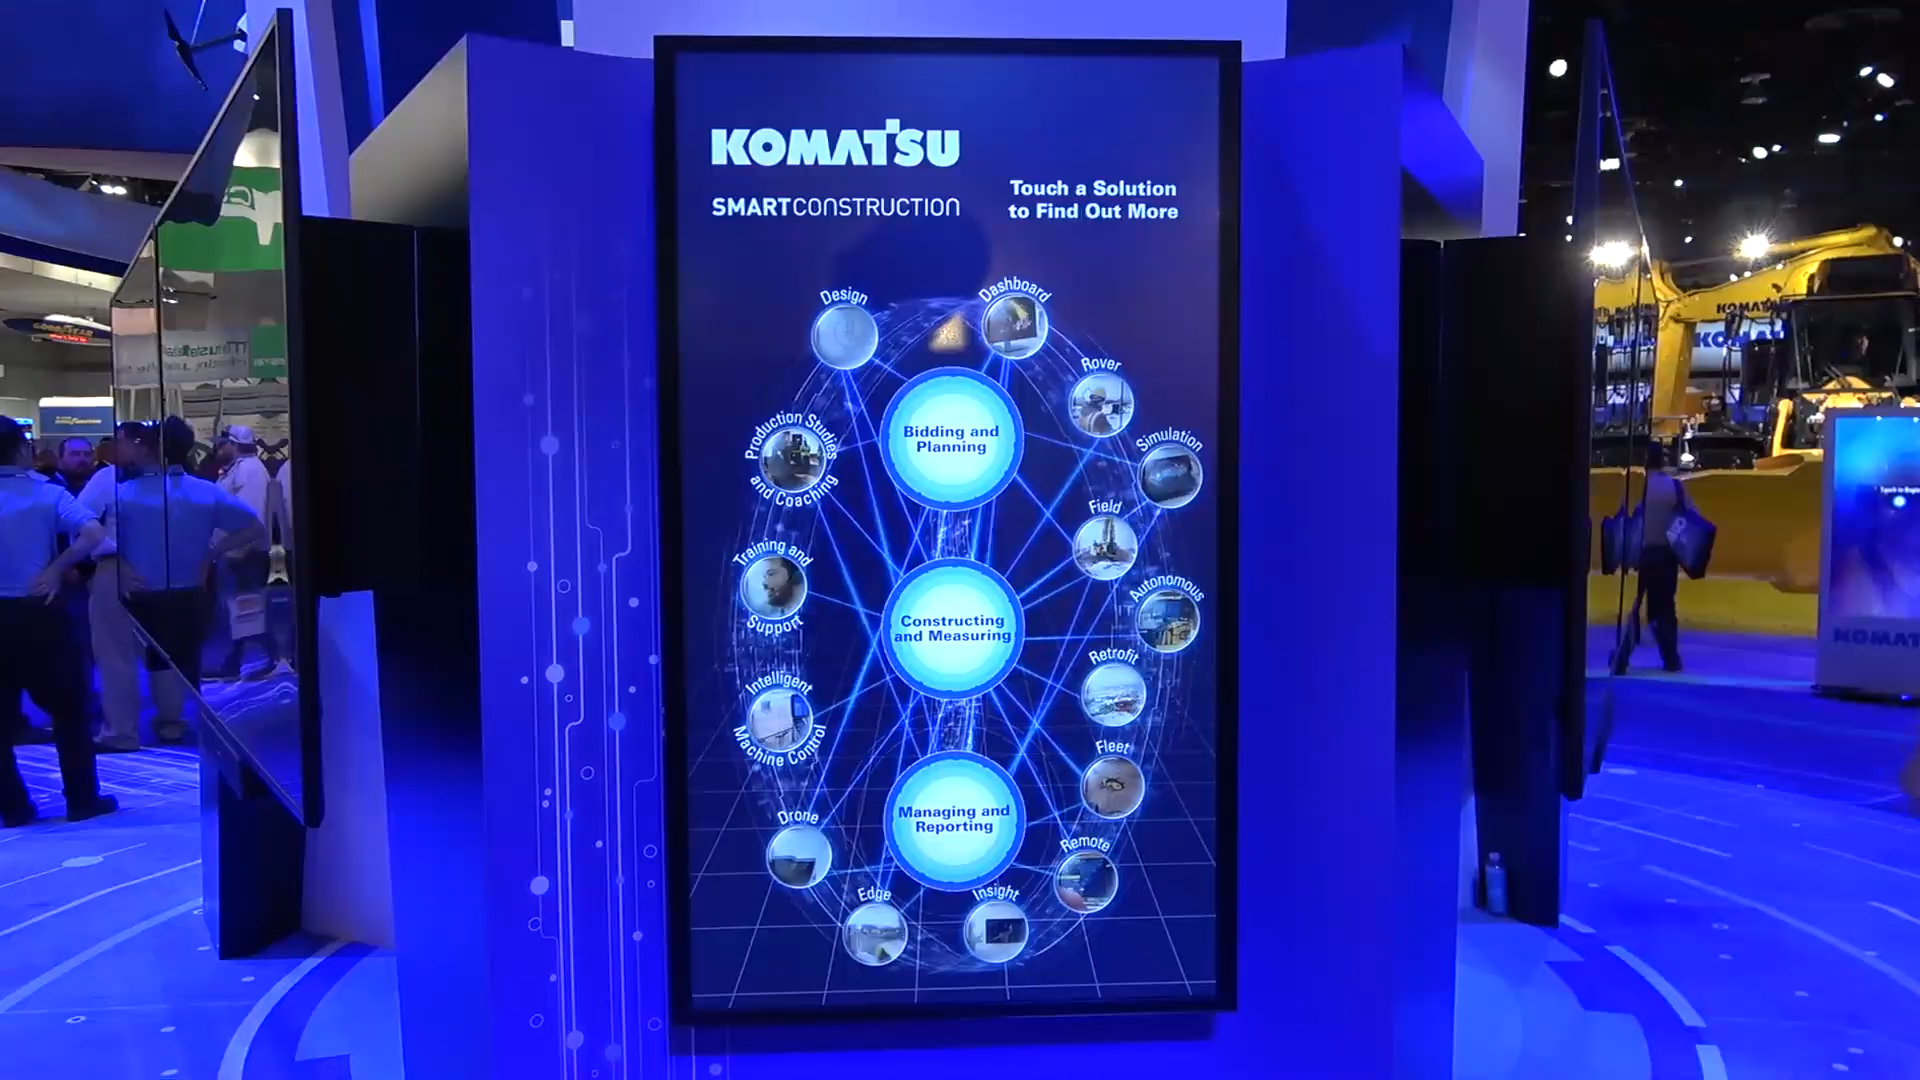 KOMATSU
SMARTCONSTRUCTION
Touch a Solution
to Find Out More
Design
Dashboard
Rover
Bidding and
Planning
Production Studies
and Coaching
Simulation
Field
Training and
Support
Autonomous
Constructing
and Measuring
Retrofit
Intelligent
Machine Control
Fleet
Managing and
Reporting
Drone
Remote
Edge
Insight
GOODYEAR
KOMATSU